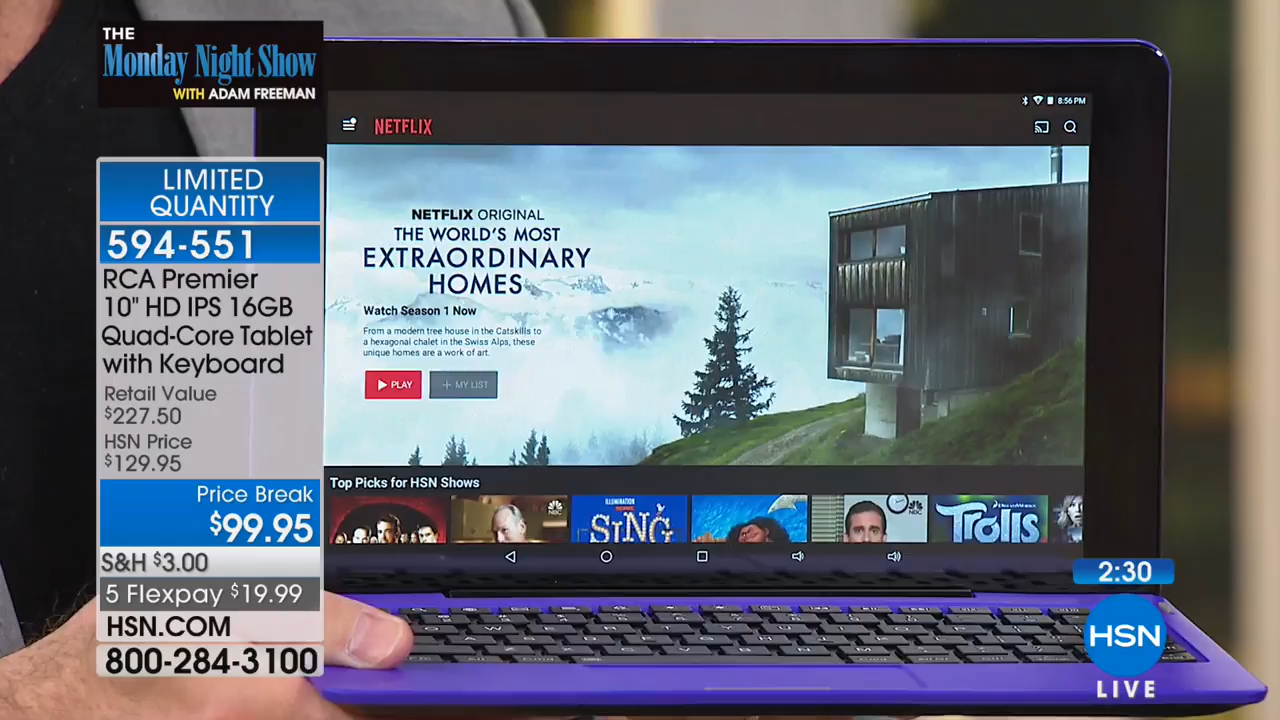 THE
Monday Night Show
WITH ADAM FREEMAN
LIMITED
QUANTITY
594-551
RCA Premier
10" HD IPS 16GB
Quad-Core Tablet
with Keyboard
Retail Value
$227.50
HSN Price
$129.95
Price Break
$99.95
S&H $3.00
5 Flexpay $19.99
HSN.COM
800-284-3100
8:56 PM
NETFLIX
NETFLIX ORIGINAL
THE WORLD'S MOST
EXTRAORDINARY
HOMES
Watch Season 1 Now
From a modern tree house in the Catskills to
a hexagonal chalet in the Swiss Alps, these
unique homes are a work of art.
PLAY
+ MY LIST
Top Picks for HSN Shows
ILLUMINATION
SING
NBC
NBC
DREAMWORKS
TROLLS
2:30
HSN
LIVE